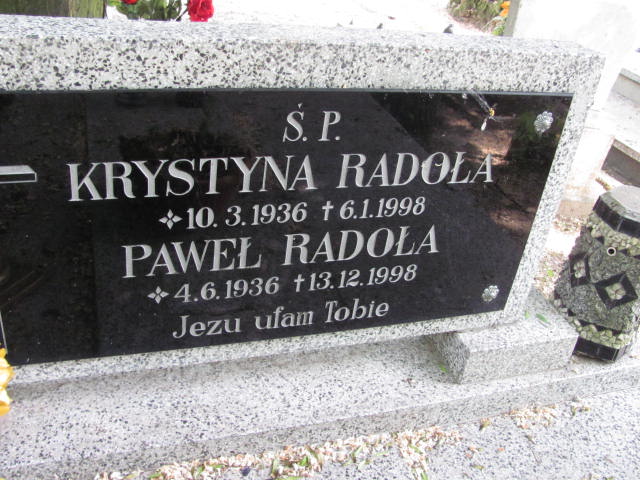 Ś. P.
KRYSTYNA RADOŁA
✧ 10. 3. 1936 † 6. 1. 1998
PAWEŁ RADOŁA
✧ 4. 6. 1936 † 13. 12. 1998
Jezu ufam Tobie